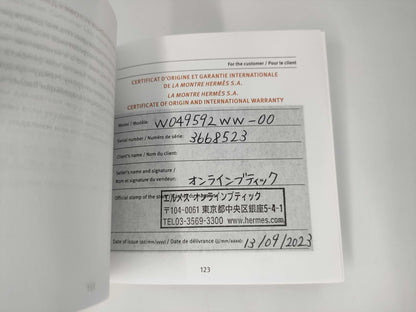 For the customer / Pour le client
CERTIFICAT D'ORIGINE ET GARANTIE INTERNATIONALE
DE LA MONTRE HERMÈS S.A.
LA MONTRE HERMÈS S.A.
CERTIFICATE OF ORIGIN AND INTERNATIONAL WARRANTY
Model / Modèle: W049592WW-00
Serial number / Numéro de série: 3668523
Client's name / Nom du client:
Seller's name and signature /
Nom et signature du vendeur: オンラインブティック
Official stamp of the
エルメス オンラインブティック
〒104-0061 東京都中央区銀座5-4-1
TEL03-3569-3300 www.hermes.com
Date of issue (dd/mm/yyyy) / Date de délivrance (jj/mm/aaaa): 13/09/2023
123